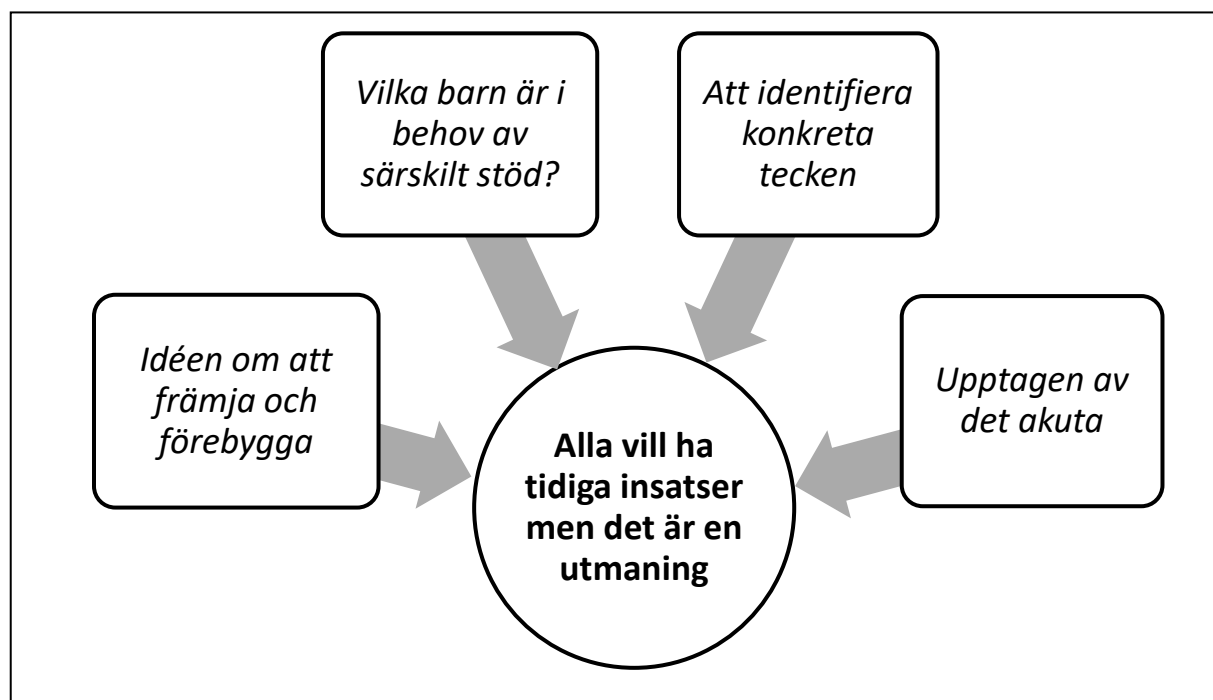 Vilka barn är i
behov av
särskilt stöd?
Att identifiera
konkreta
tecken
Idéen om att
främja och
förebygga
Upptagen av
det akuta
Alla vill ha
tidiga insatser
men det är en
utmaning